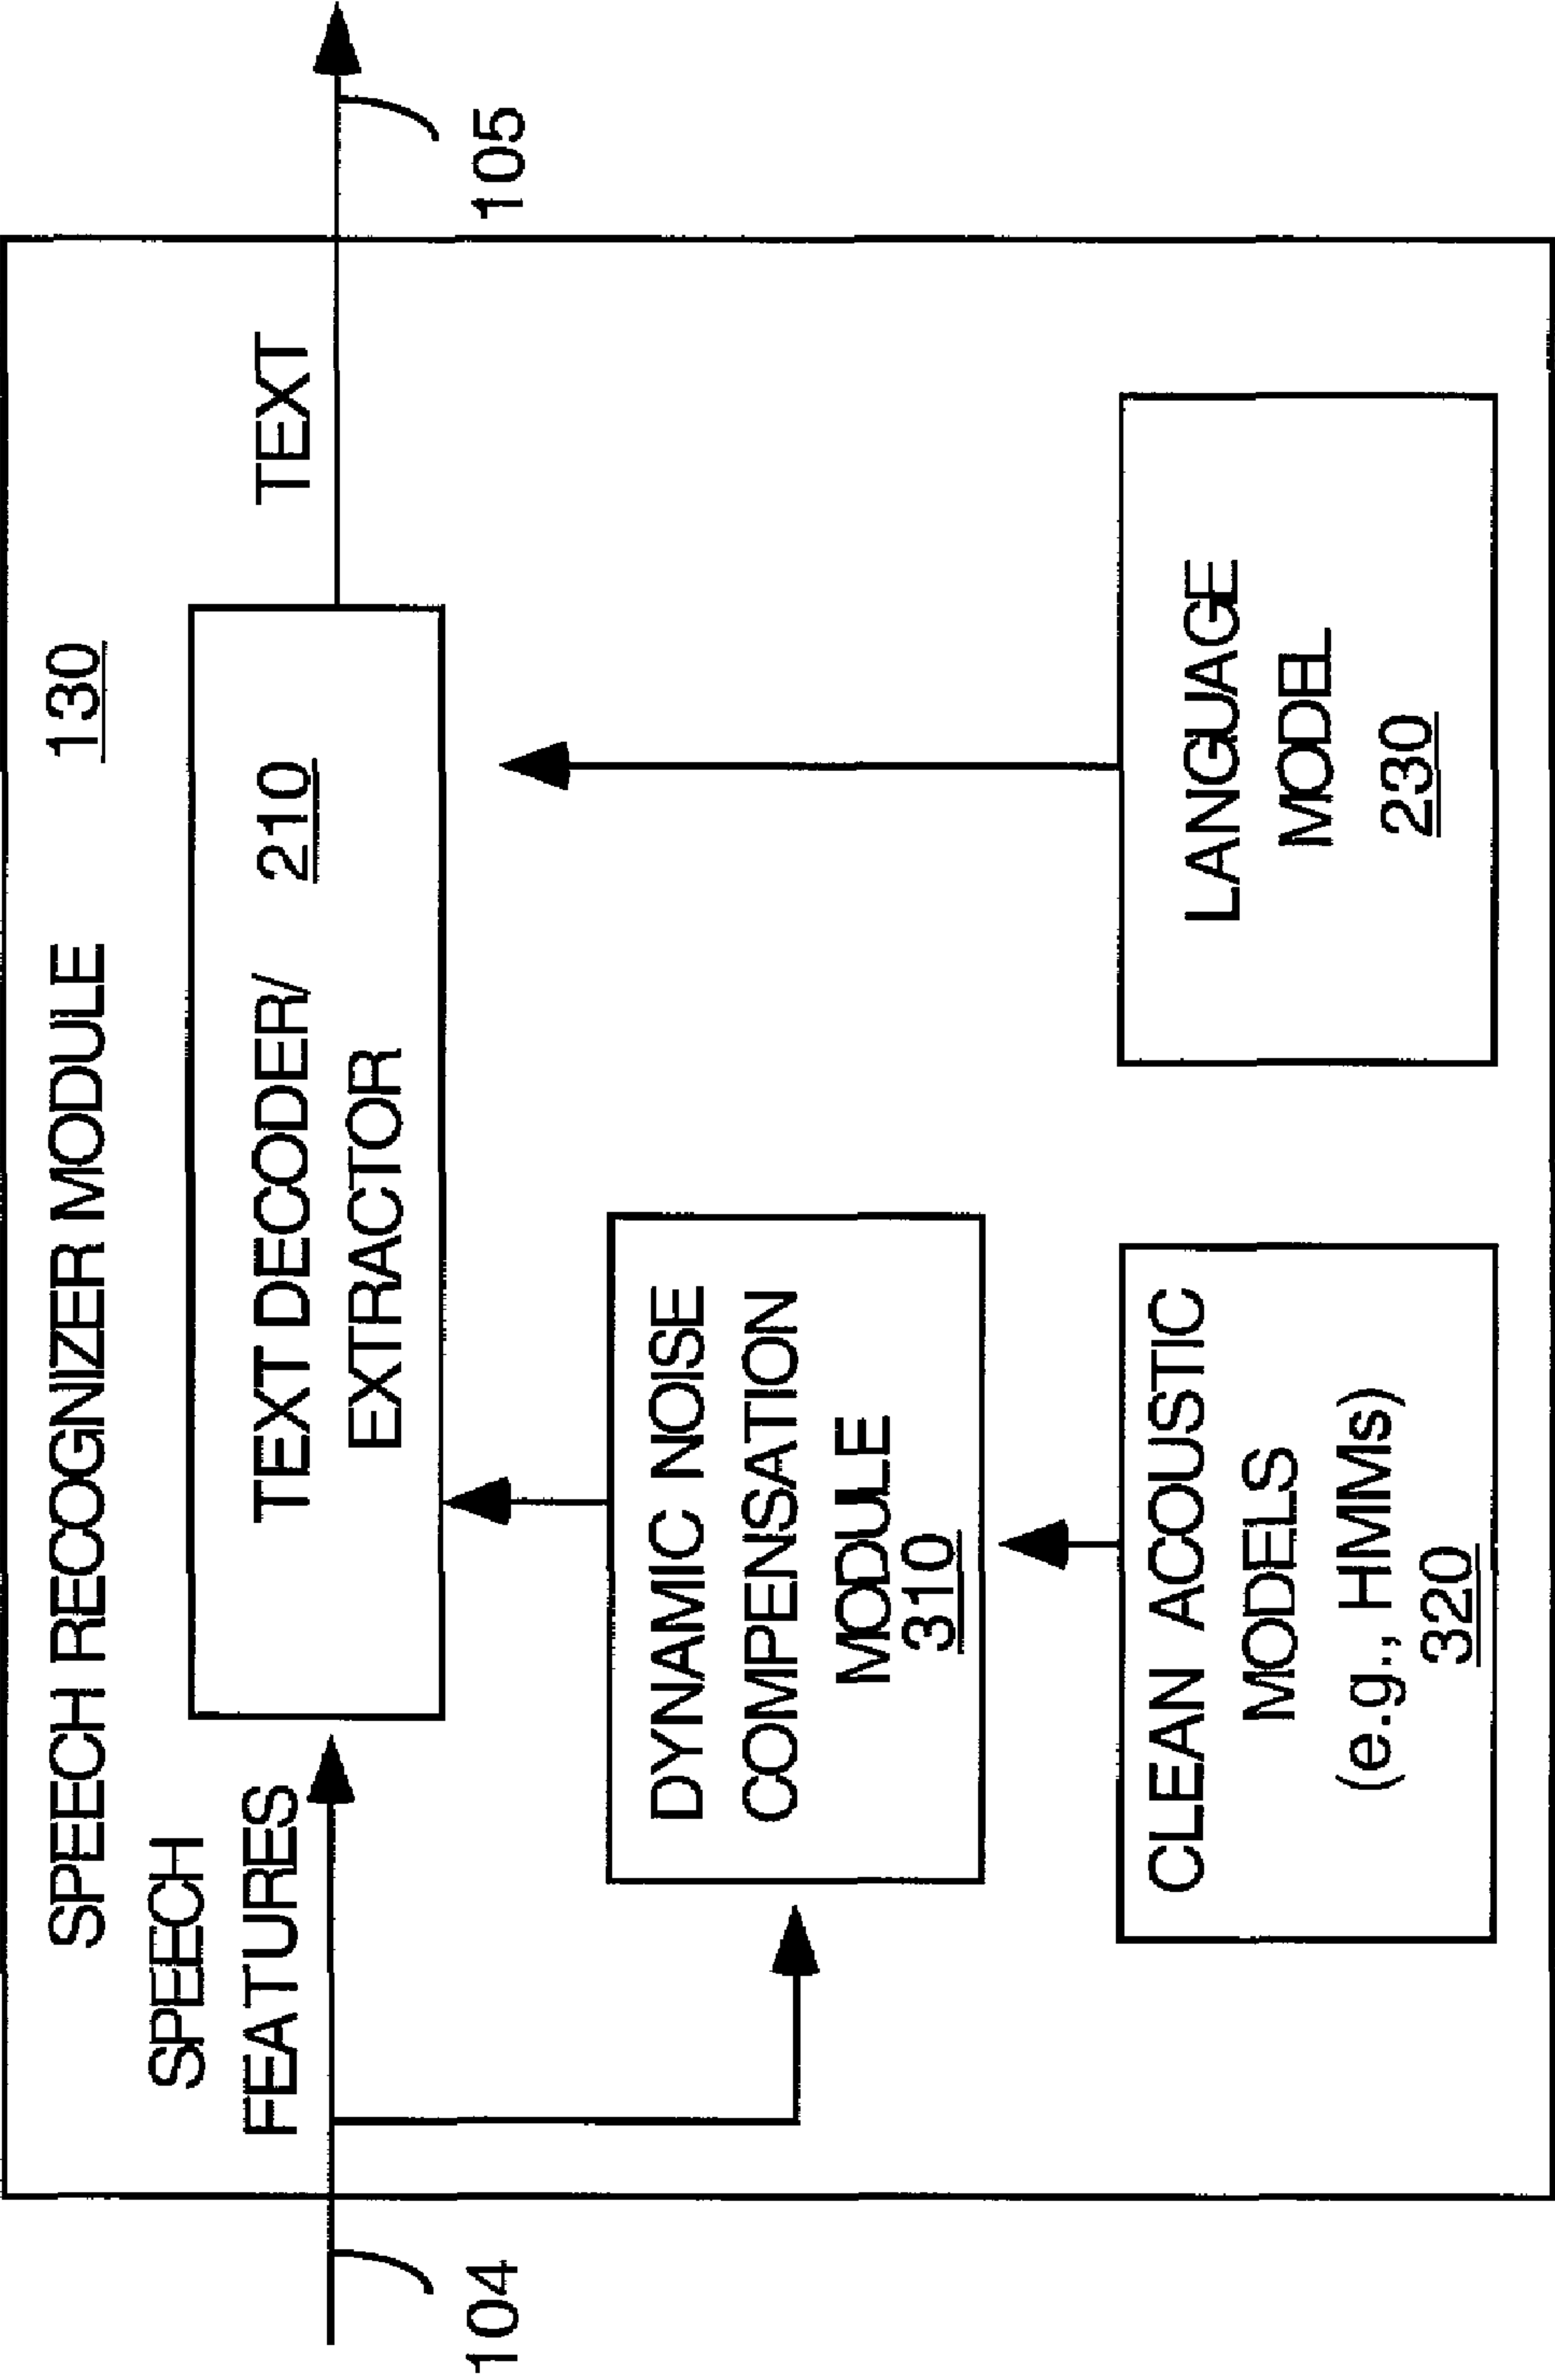 SPEECH RECOGNIZER MODULE 130
SPEECH
FEATURES
TEXT
TEXT DECODER/ 210
EXTRACTOR
104
105
DYNAMIC NOISE
COMPENSATION
MODULE
310
CLEAN ACOUSTIC
MODELS
(e.g., HMMs)
320
LANGUAGE
MODEL
230